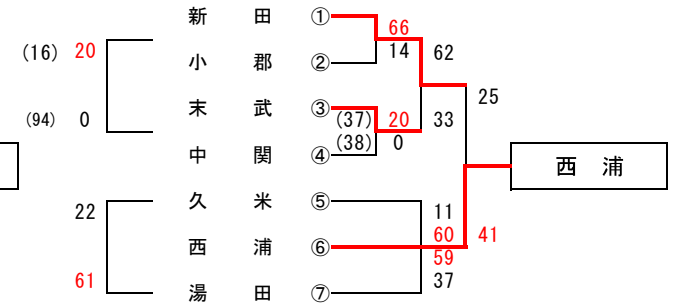 新 田 ①
66
(16) 20 14 62
小 郡 ②
25
末 武 ③
(94) 0 (37) 20 33
(38) 0
中 関 ④
西 浦
久 米 ⑤
22 11
西 浦 ⑥ 60 41
59
61 37
湯 田 ⑦